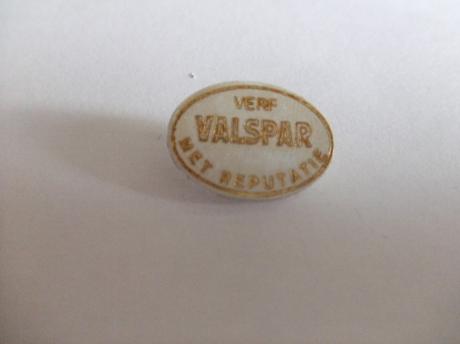 VERF
VALSPAR
MET REPUTATIE